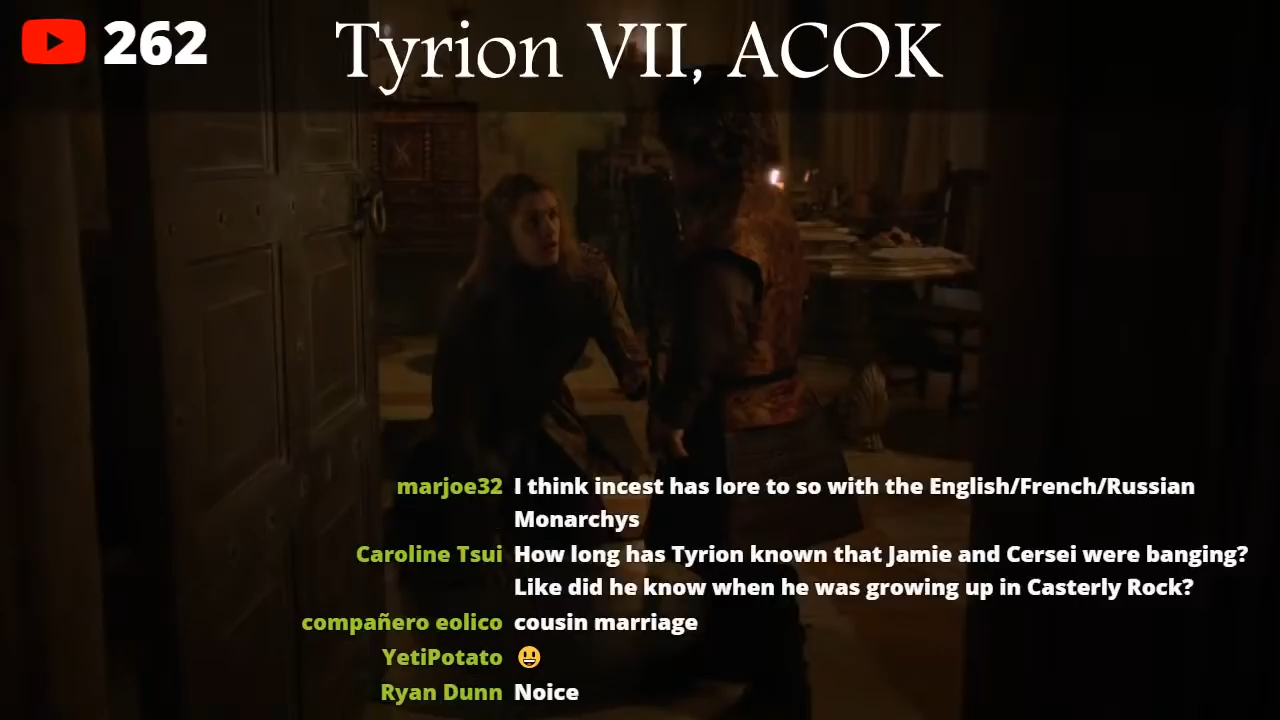 262
Tyrion VII, ACOK
marjoe32 I think incest has lore to so with the English/French/Russian
Monarchys
Caroline Tsui How long has Tyrion known that Jamie and Cersei were banging?
Like did he know when he was growing up in Casterly Rock?
compañero eolico cousin marriage
YetiPotato 😃
Ryan Dunn Noice